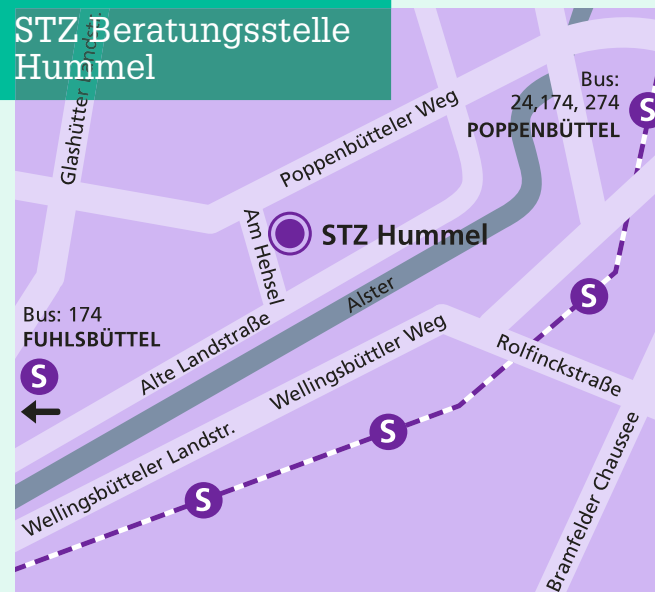 STZ Beratungsstelle
Hummel
Glashütter Landstr.
Poppenbütteler Weg
Bus:
24,174, 274
POPPENBÜTTEL
S
Am Hehsel
STZ Hummel
Alster
S
Bus: 174
FUHLSBÜTTEL
S
Alte Landstraße
Wellingsbüttler Weg
Rolfinckstraße
S
Wellingsbütteler Landstr.
S
Bramfelder Chaussee